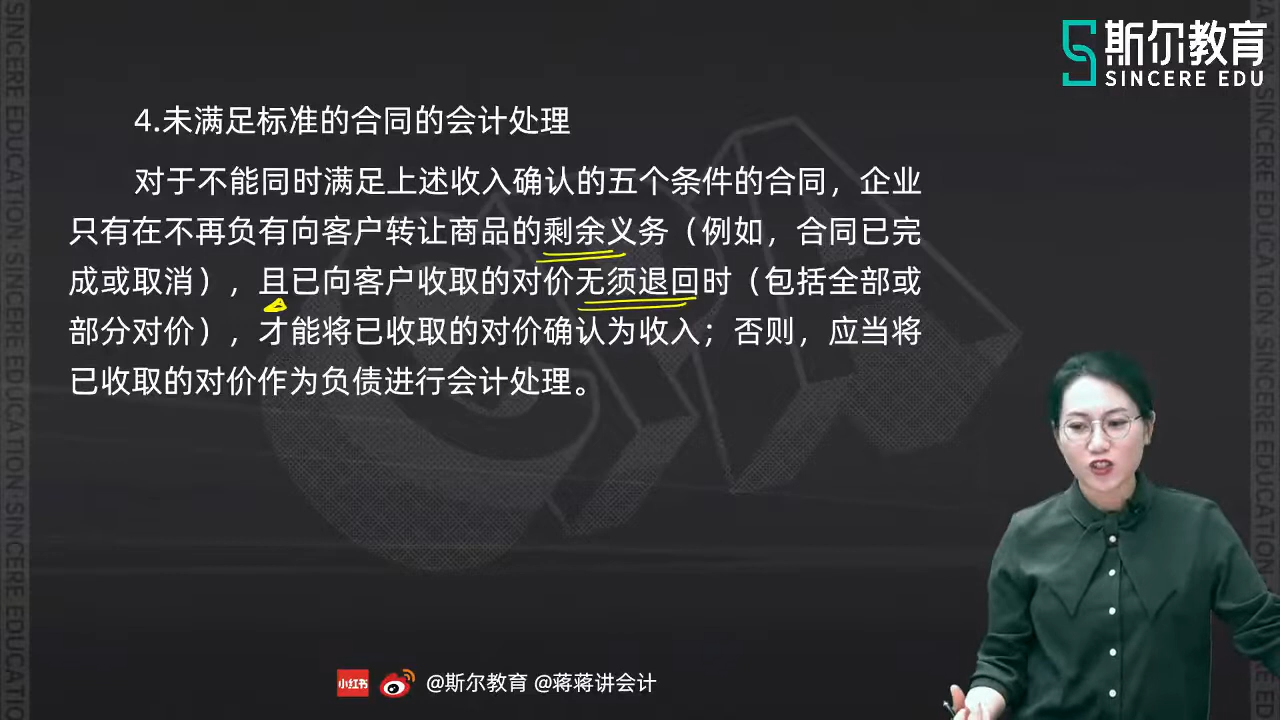 斯尔教育
SINCERE EDU
4.未满足标准的合同的会计处理
对于不能同时满足上述收入确认的五个条件的合同，企业
只有在不再负有向客户转让商品的剩余义务（例如，合同已完
成或取消），且已向客户收取的对价无须退回时（包括全部或
部分对价），才能将已收取的对价确认为收入；否则，应当将
已收取的对价作为负债进行会计处理。
CPA
小红书
@斯尔教育 @蒋蒋讲会计
SINCERE EDUCATION·SINCERE EDUCATION·SINCERE EDUCATION